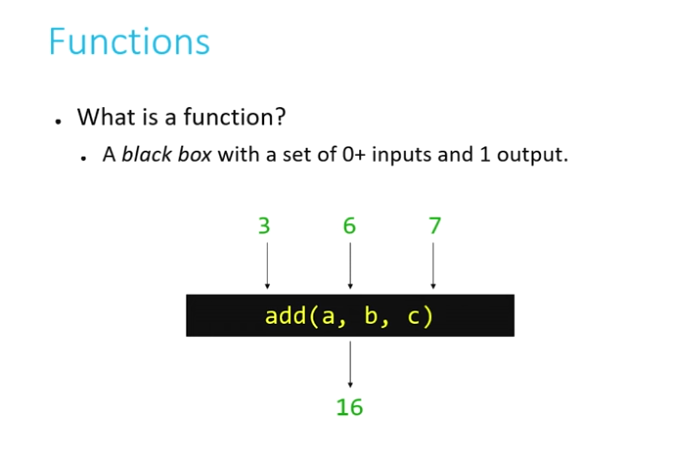 Functions
• What is a function?
• A black box with a set of 0+ inputs and 1 output.
3 6 7
add(a, b, c)
16